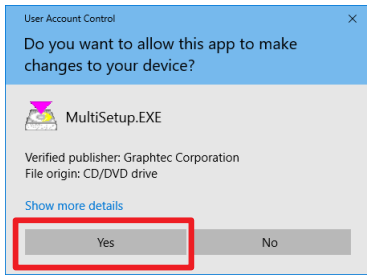 User Account Control
Do you want to allow this app to make
changes to your device?
MultiSetup.EXE
Verified publisher: Graphtec Corporation
File origin: CD/DVD drive
Show more details
Yes
No